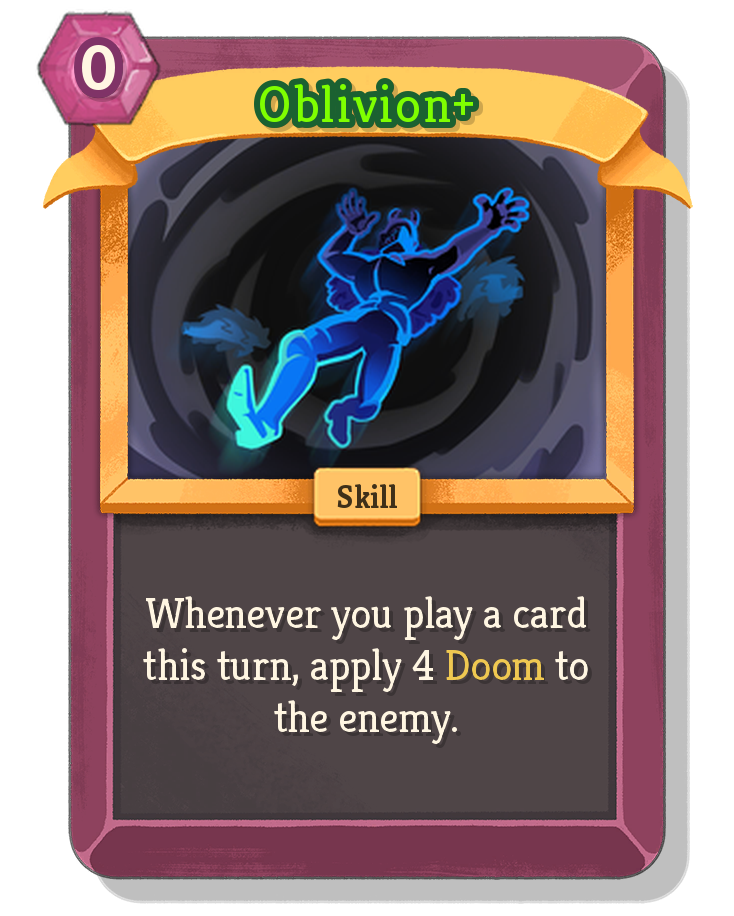 0
Oblivion+
Skill
Whenever you play a card
this turn, apply 4 Doom to
the enemy.